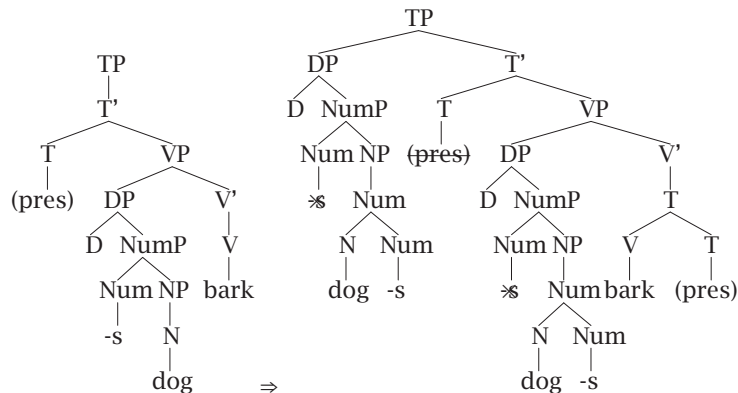 TP
TP DP T'
T' D NumP T VP
T VP Num NP (pres) DP V'
(pres) DP V' -s Num D NumP T
D NumP V N Num Num NP V T
Num NP bark dog -s -s Num bark (pres)
-s N N Num
dog ⇒ dog -s